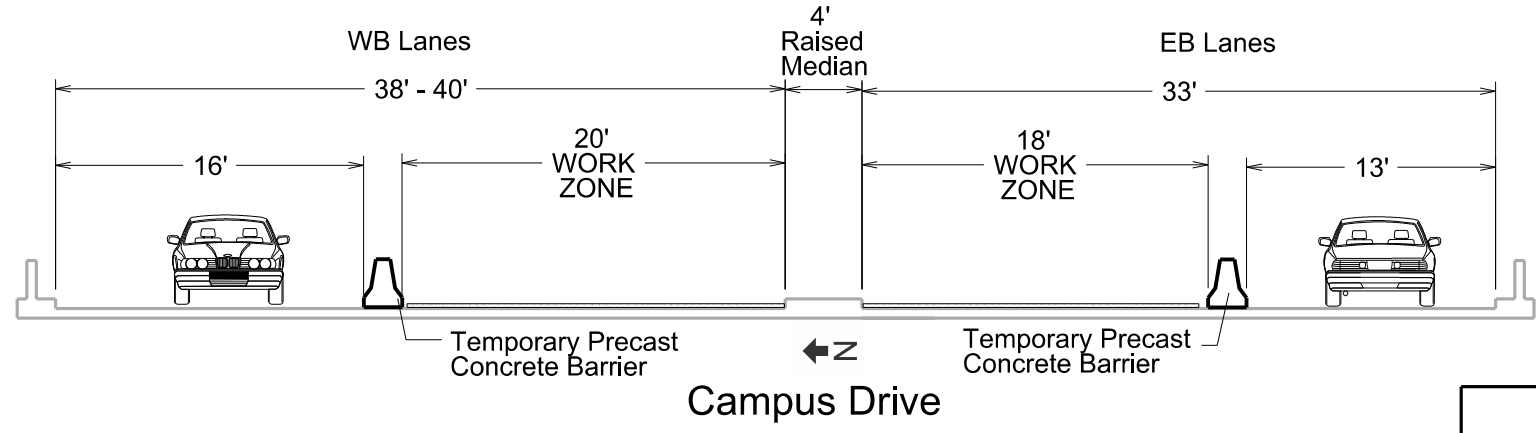 WB Lanes
4'
Raised
Median
EB Lanes
38' - 40'
33'
16'
20'
WORK
ZONE
18'
WORK
ZONE
13'
Temporary Precast
Concrete Barrier
N
Temporary Precast
Concrete Barrier
Campus Drive